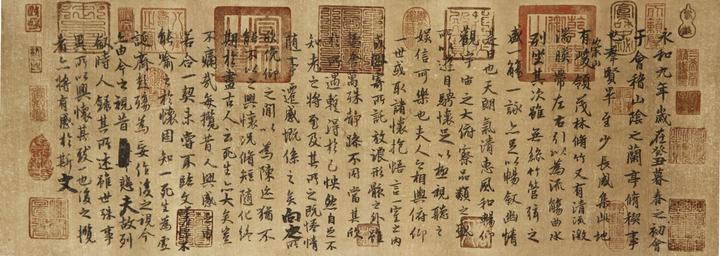 永和九年歲在癸丑暮春之初會
于會稽山陰之蘭亭脩稧事
也羣賢畢至少長咸集此地
有崇山峻領茂林脩竹又有清流激
湍暎帶左右引以為流觴曲水
列坐其次雖無絲竹管弦之
盛一觴一詠亦足以暢敘幽情
是日也天朗氣清惠風和暢仰
觀宇宙之大俯察品類之盛
所以遊目騁懷足以極視聽之
娛信可樂也夫人之相與俯仰
一世或取諸懷抱悟言一室之內
或因寄所託放浪形骸之外雖
趣舍萬殊靜躁不同當其欣
於所遇暫得於己怏然自足不
知老之將至及其所之既惓情
隨事遷感慨係之矣向之所
欣俛仰之閒以為陳迹猶不
能不以之興懷況脩短隨化終
期於盡古人云死生亦大矣豈
不痛哉每攬昔人興感之由
若合一契未嘗不臨文嗟悼不
能喻之於懷固知一死生為虛
誕齊彭殤為妄作後之視今
亦由今之視昔悲夫故列
敘時人錄其所述雖世殊事
異所以興懷其致一也後之攬
者亦將有感於斯文